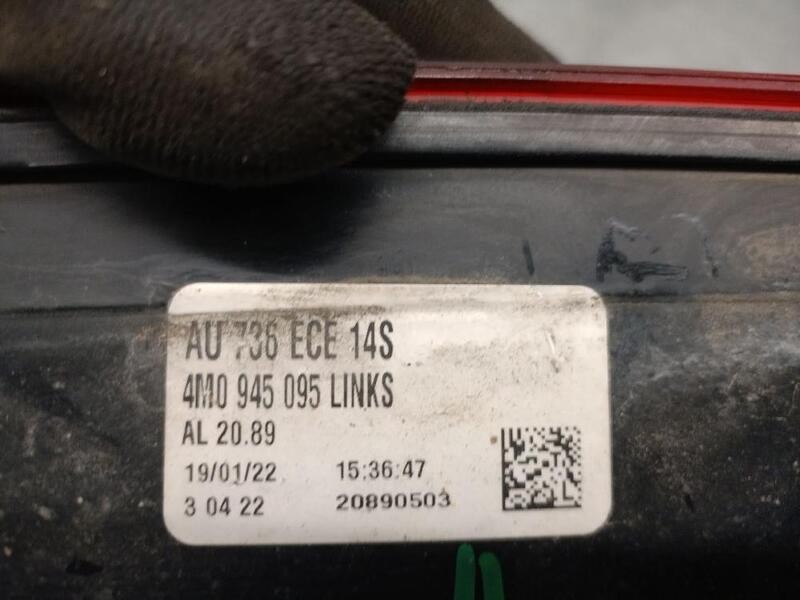 AU 736 ECE 14S
4M0 945 095 LINKS
AL 20.89
19/01/22 15:36:47
3 04 22 20890503